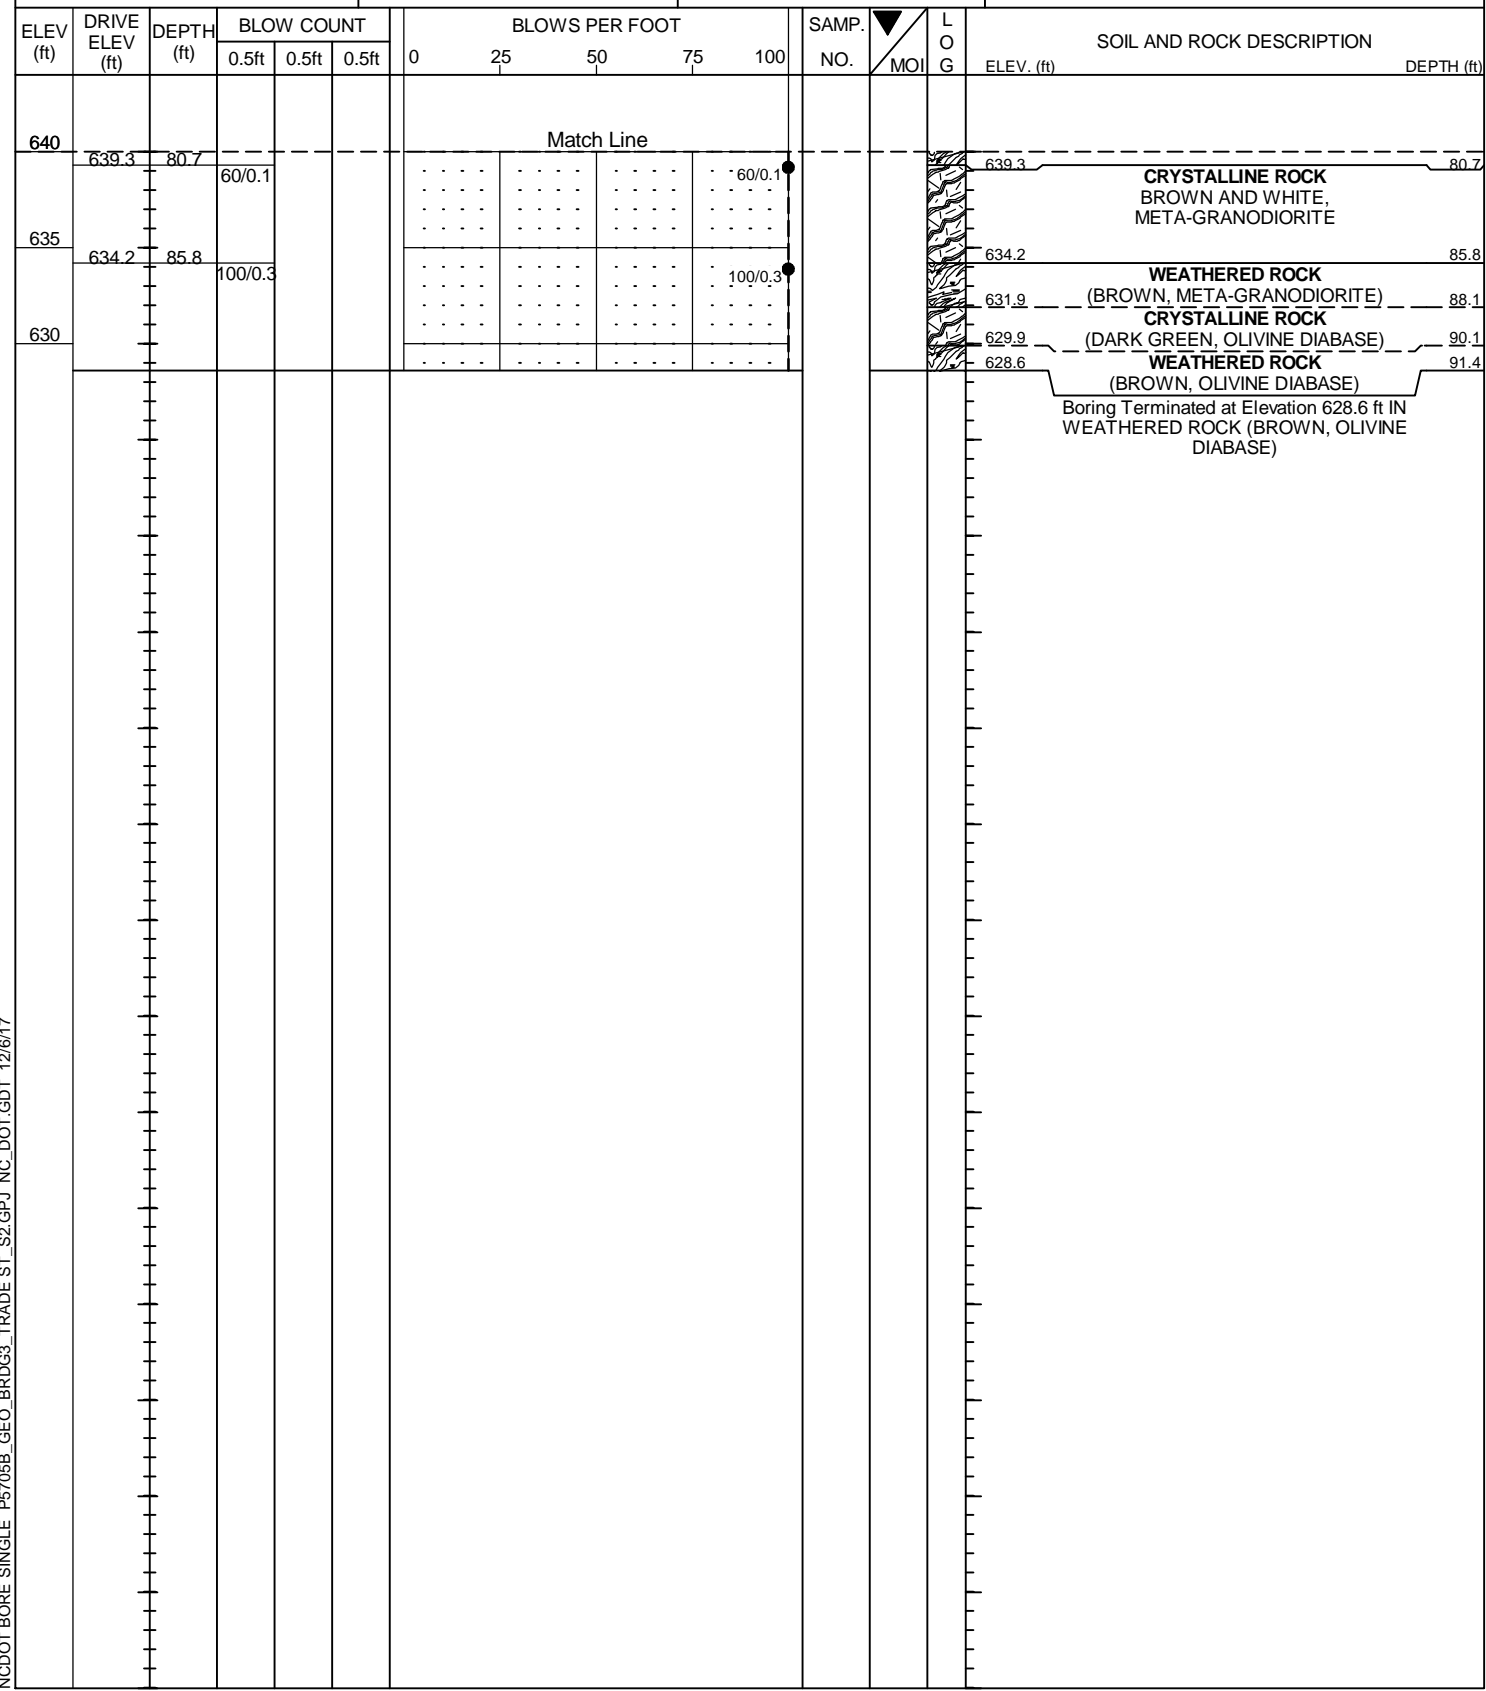 ELEV (ft)
DRIVE ELEV (ft)
DEPTH (ft)
BLOW COUNT
0.5ft 0.5ft 0.5ft
BLOWS PER FOOT
0 25 50 75 100
SAMP. NO.
MOI
L O G
SOIL AND ROCK DESCRIPTION
ELEV. (ft) DEPTH (ft)
640
Match Line
639.3 80.7
60/0.1
60/0.1
639.3 80.7
CRYSTALLINE ROCK
BROWN AND WHITE,
META-GRANODIORITE
635
634.2 85.8
100/0.3
100/0.3
634.2 85.8
WEATHERED ROCK
(BROWN, META-GRANODIORITE)
631.9 88.1
CRYSTALLINE ROCK
(DARK GREEN, OLIVINE DIABASE)
630
629.9 90.1
WEATHERED ROCK
628.6 91.4
(BROWN, OLIVINE DIABASE)
Boring Terminated at Elevation 628.6 ft IN
WEATHERED ROCK (BROWN, OLIVINE
DIABASE)
NCDOT BORE SINGLE P5705B_GEO_BRDG3_TRADE ST_S2.GPJ NC_DOT.GDT 12/6/17